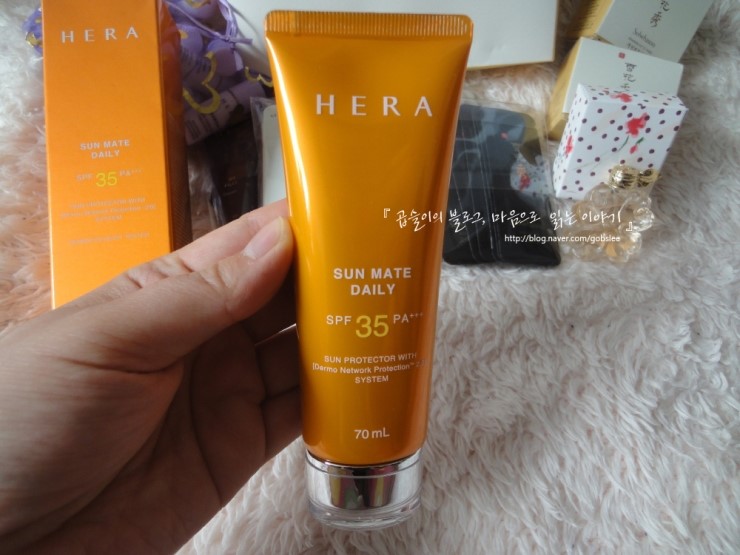 HERA
SUN MATE
DAILY
SPF 35 PA+++
HERA
SUN MATE
DAILY
SPF 35 PA+++
SUN PROTECTOR WITH
[Dermo Network Protection™
SYSTEM
70 mL
『 곱슬이의 블로그, 마음으로 읽는 이야기 』
http://blog.naver.com/gobslee